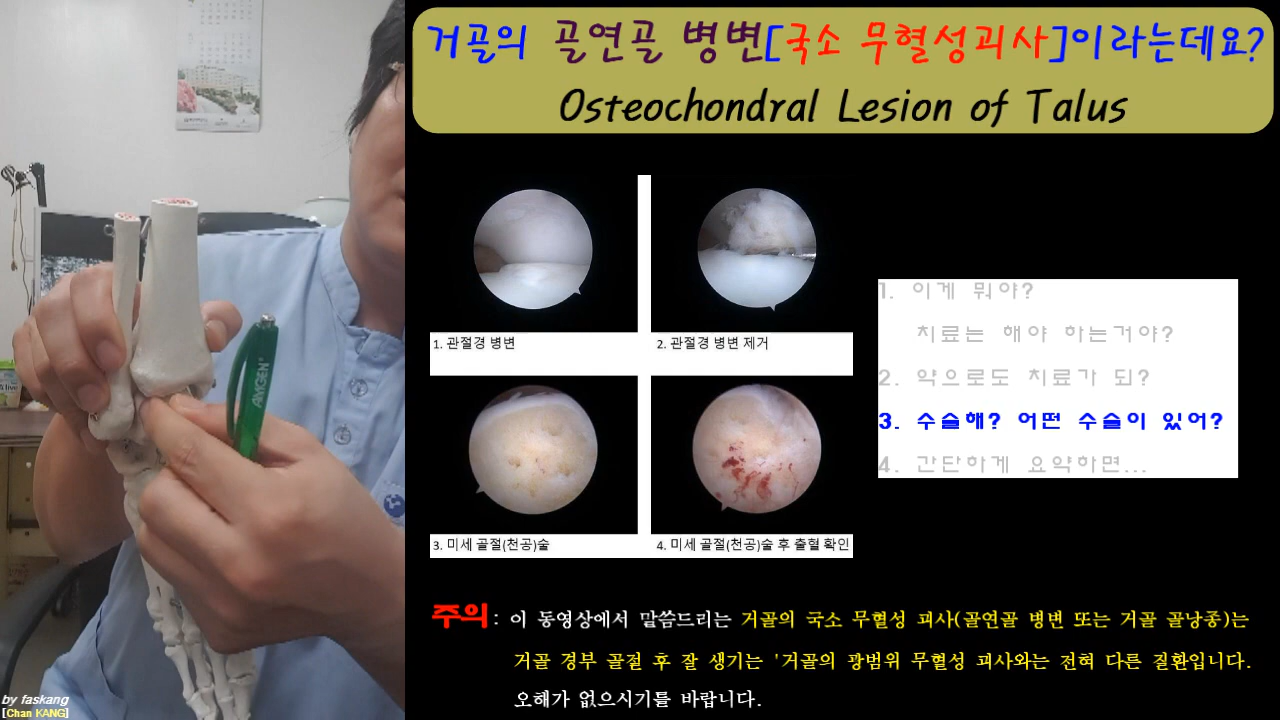 거골의 골연골 병변[국소 무혈성괴사]이라는데요?
Osteochondral Lesion of Talus
1. 관절경 병변
2. 관절경 병변 제거
3. 미세 골절(천공)술
4. 미세 골절(천공)술 후 출혈 확인
1. 이게 뭐야?
치료는 해야 하는거야?
2. 약으로도 치료가 되?
3. 수술해? 어떤 수술이 있어?
4. 간단하게 요약하면...
주의: 이 동영상에서 말씀드리는 거골의 국소 무혈성 괴사(골연골 병변 또는 거골 골낭종)는
거골 경부 골절 후 잘 생기는 '거골의 광범위 무혈성 괴사와는 전혀 다른 질환입니다.
오해가 없으시기를 바랍니다.
AMGEN
by faskang
[Chan KANG]